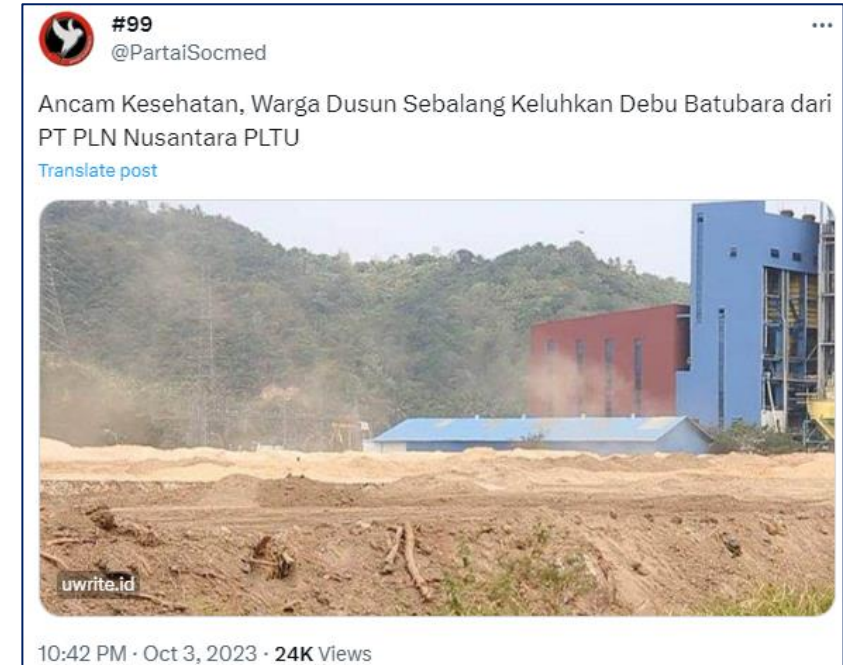 #99
@PartaiSocmed
Ancam Kesehatan, Warga Dusun Sebalang Keluhkan Debu Batubara dari
PT PLN Nusantara PLTU
Translate post
uwrite.id
10:42 PM · Oct 3, 2023 · 24K Views